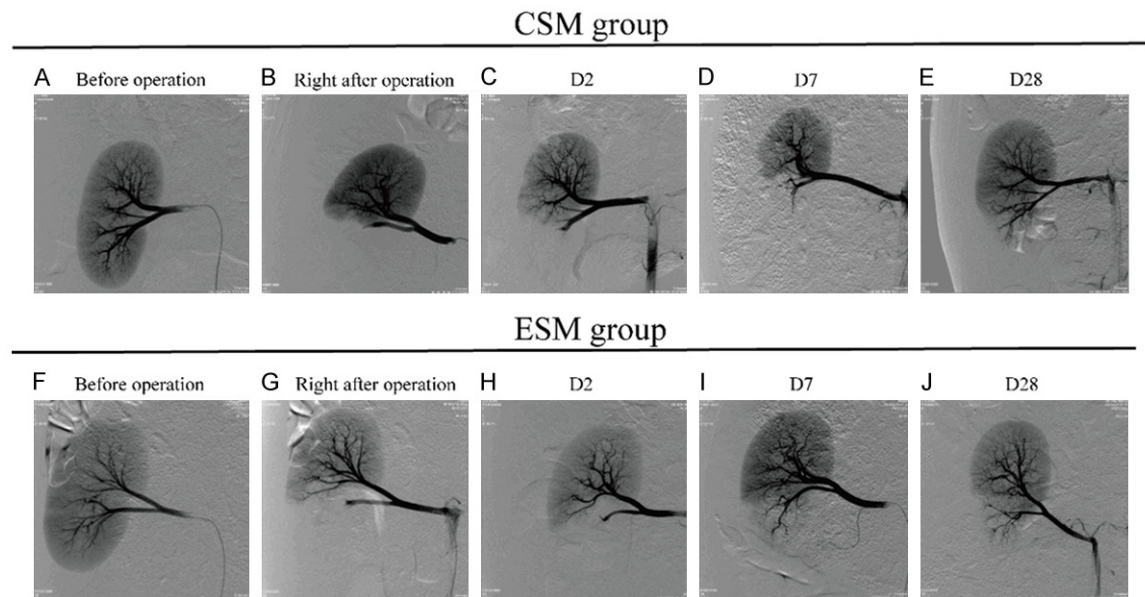 CSM group
A Before operation
B Right after operation
C D2
D D7
E D28
ESM group
F Before operation
G Right after operation
H D2
I D7
J D28